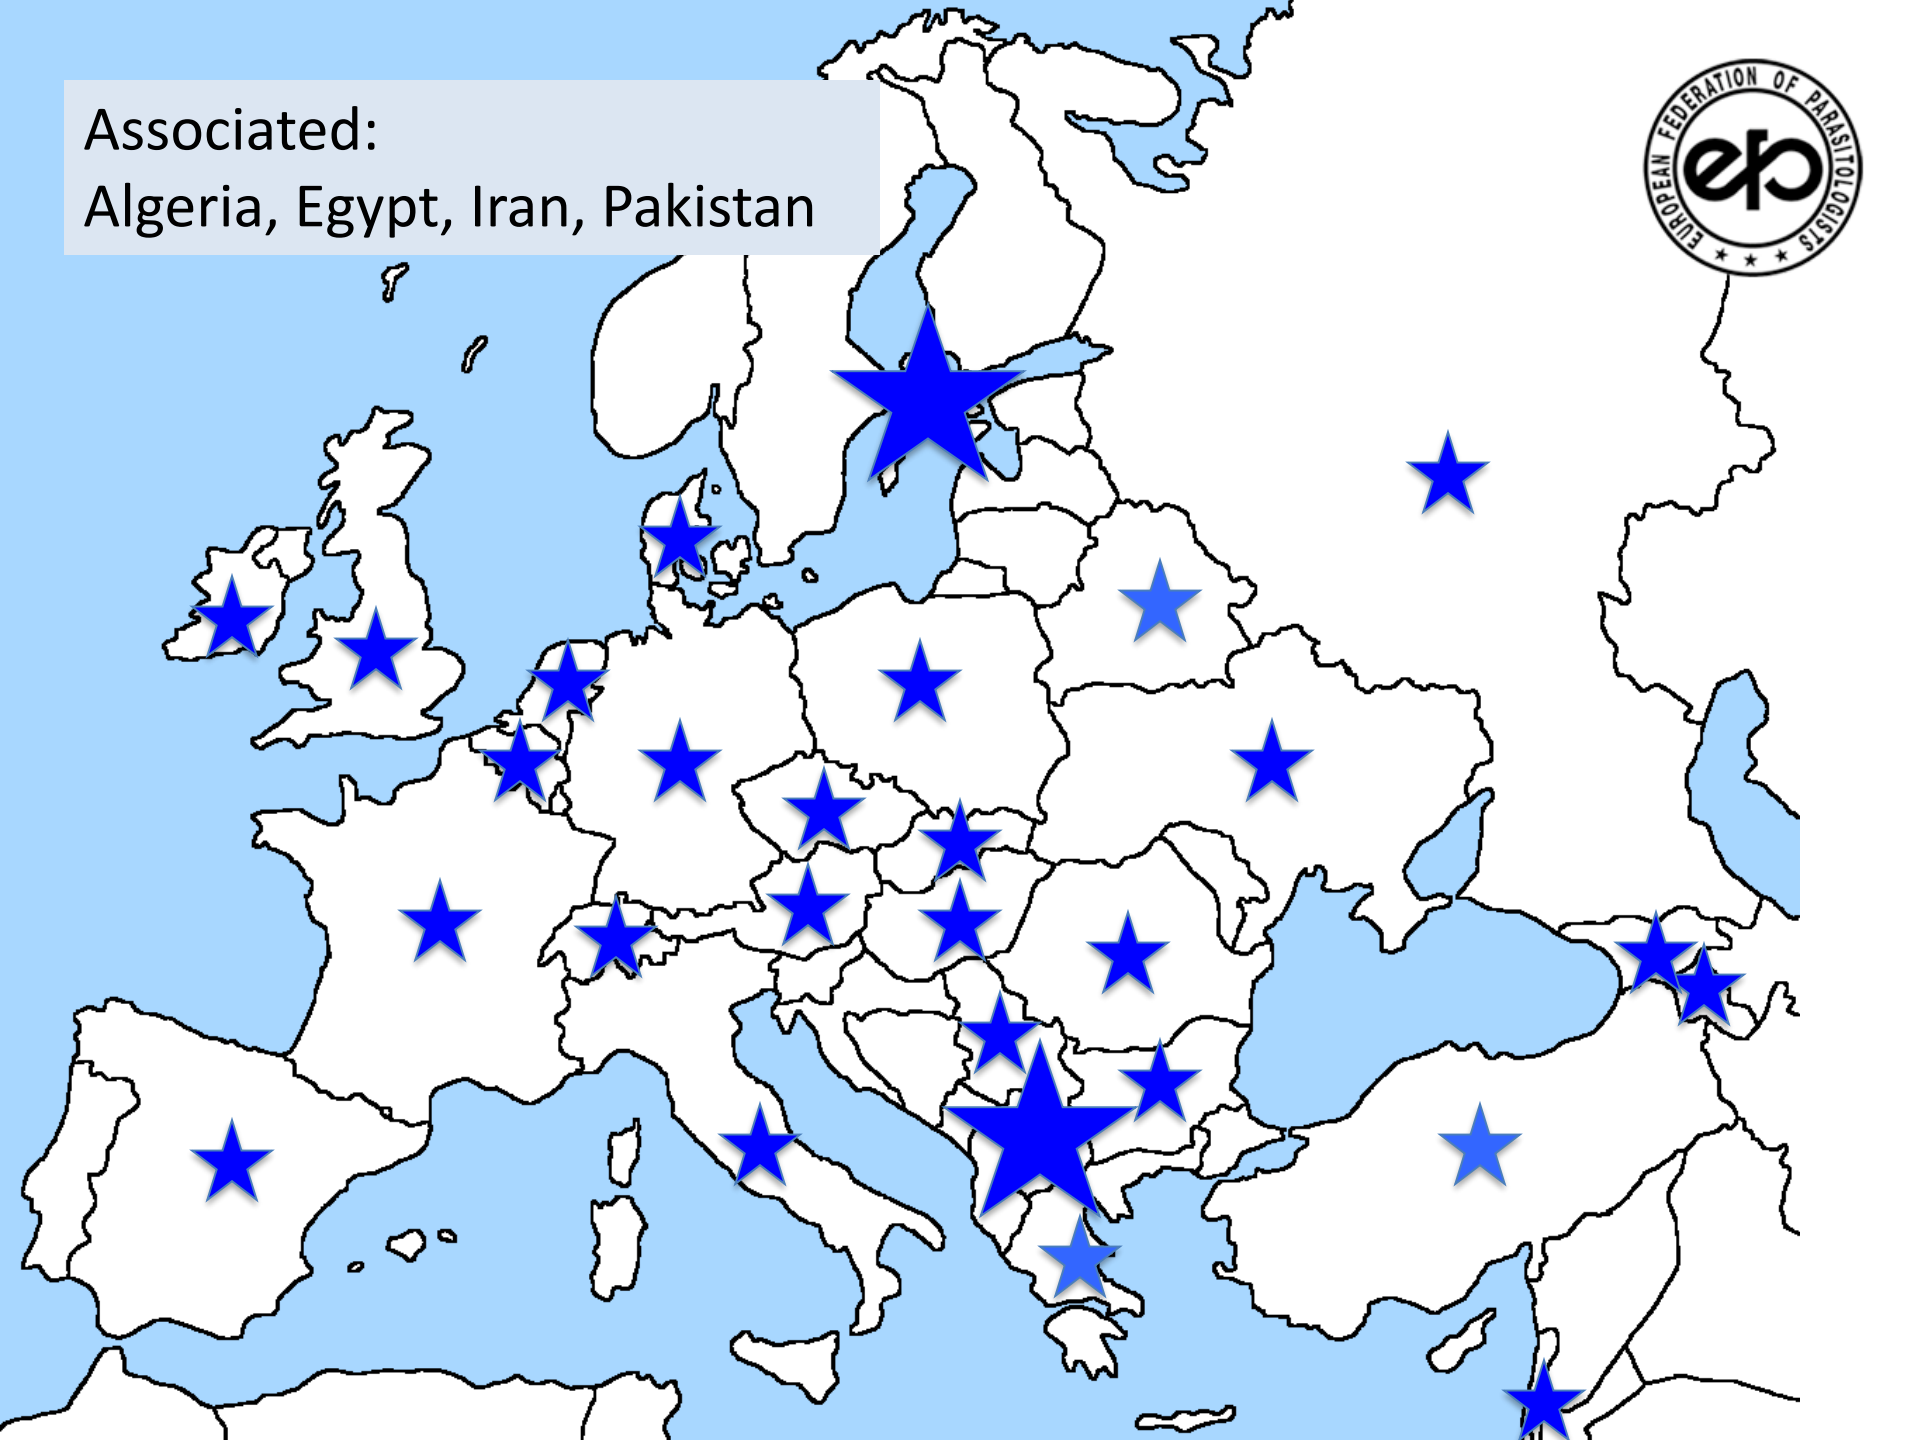 Associated:
Algeria, Egypt, Iran, Pakistan
EUROPEAN FEDERATION OF PARASITOLOGISTS
efp